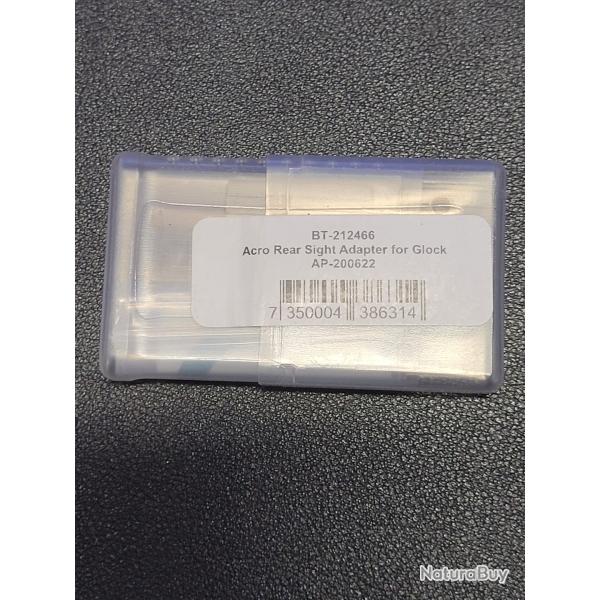 BT-212466
Acro Rear Sight Adapter for Glock
AP-200622
7 350004 386314
NaturaBuy